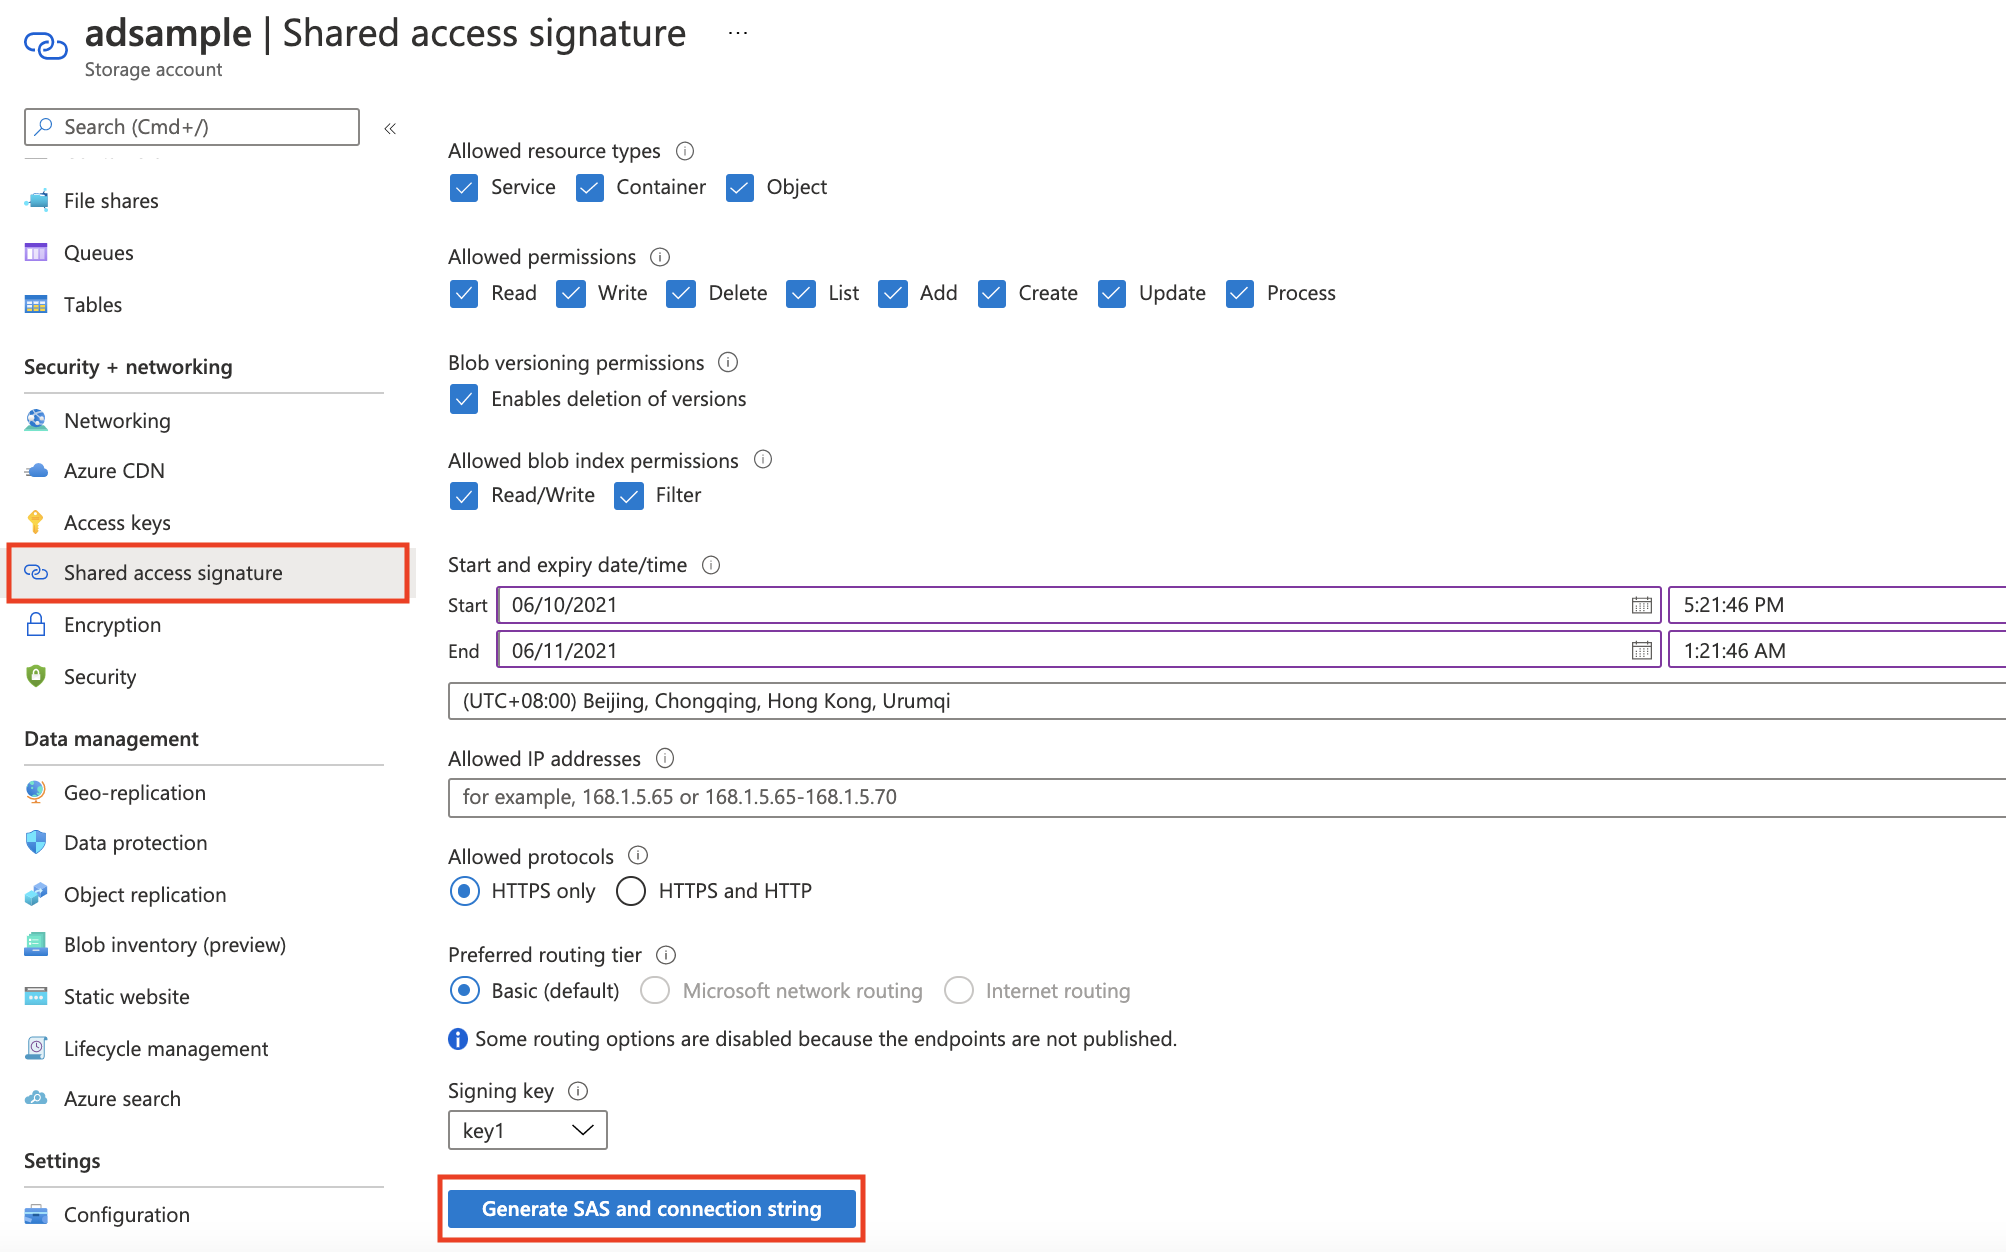 adsample | Shared access signature ...
Storage account
Search (Cmd+/)
«
File shares
Queues
Tables
Security + networking
Networking
Azure CDN
Access keys
Shared access signature
Encryption
Security
Data management
Geo-replication
Data protection
Object replication
Blob inventory (preview)
Static website
Lifecycle management
Azure search
Settings
Configuration
Allowed resource types
Service Container Object
Allowed permissions
Read Write Delete List Add Create Update Process
Blob versioning permissions
Enables deletion of versions
Allowed blob index permissions
Read/Write Filter
Start and expiry date/time
Start 06/10/2021 5:21:46 PM
End 06/11/2021 1:21:46 AM
(UTC+08:00) Beijing, Chongqing, Hong Kong, Urumqi
Allowed IP addresses
for example, 168.1.5.65 or 168.1.5.65-168.1.5.70
Allowed protocols
HTTPS only HTTPS and HTTP
Preferred routing tier
Basic (default) Microsoft network routing Internet routing
Some routing options are disabled because the endpoints are not published.
Signing key
key1
Generate SAS and connection string